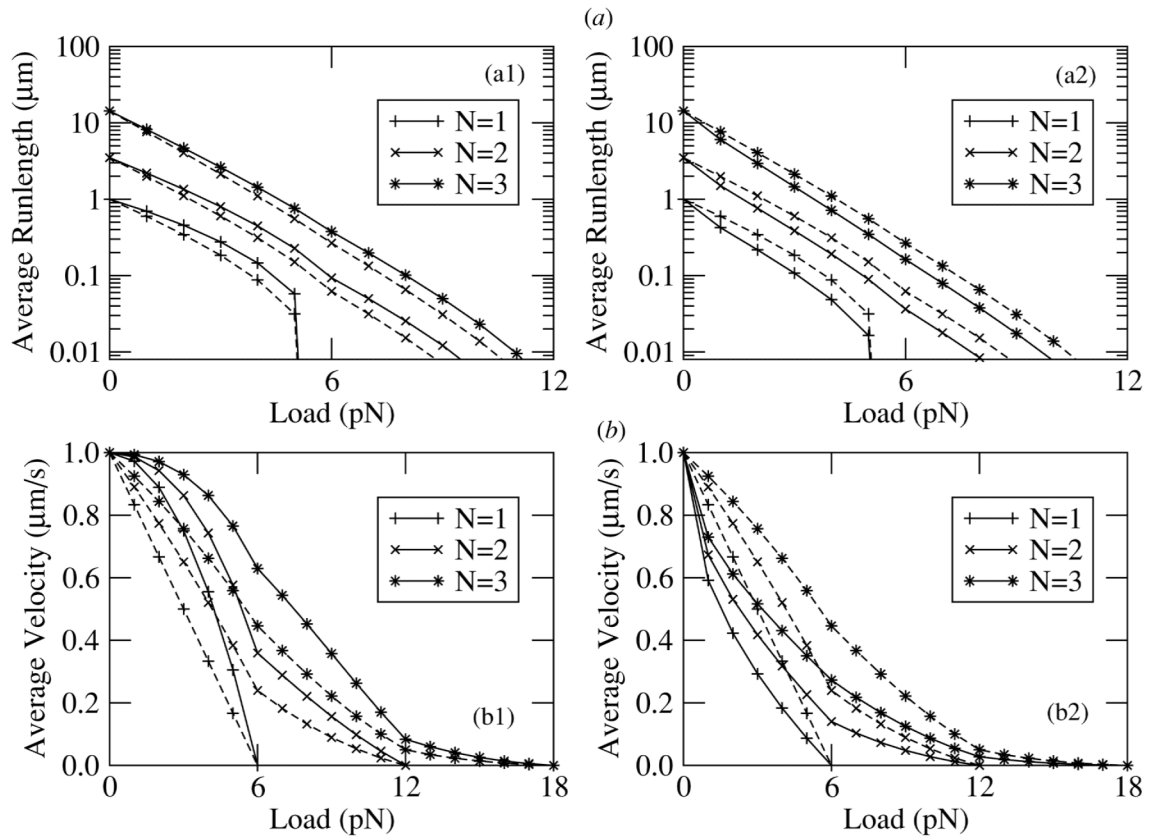 (a)
100
10
1
0.1
0.01
Average Runlength (μm)
(a1)
N=1
N=2
N=3
0
6
12
Load (pN)
100
10
1
0.1
0.01
Average Runlength (μm)
(a2)
N=1
N=2
N=3
0
6
12
Load (pN)
(b)
1.0
0.8
0.6
0.4
0.2
0.0
Average Velocity (μm/s)
N=1
N=2
N=3
(b1)
0
6
12
18
Load (pN)
1.0
0.8
0.6
0.4
0.2
0.0
Average Velocity (μm/s)
N=1
N=2
N=3
(b2)
0
6
12
18
Load (pN)